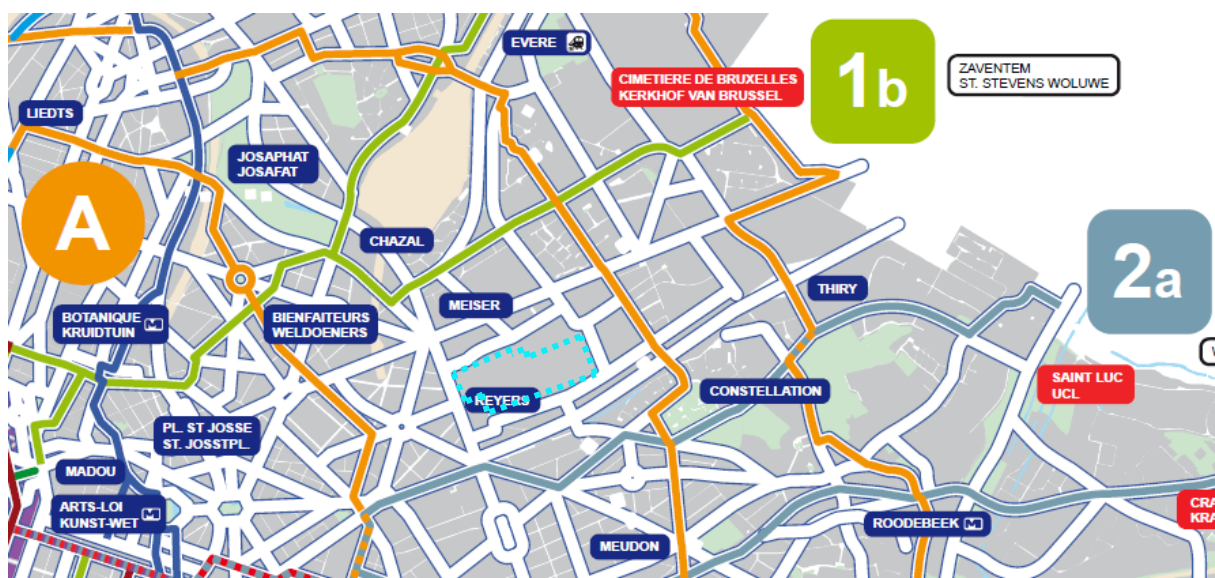 EVERE
CIMETIERE DE BRUXELLES
KERKHOF VAN BRUSSEL
1b
ZAVENTEM
ST. STEVENS WOLUWE
LIEDTS
JOSAPHAT
JOSAFAT
A
CHAZAL
2a
THIRY
MEISER
BOTANIQUE
KRUIDTUIN
M
BIENFAITEURS
WELDOENERS
W
SAINT LUC
UCL
CONSTELLATION
REYERS
PL. ST JOSSE
ST. JOSSTPL.
MADOU
ARTS-LOI
KUNST-WET
M
CRA
KRA
ROODEBEEK
M
MEUDON